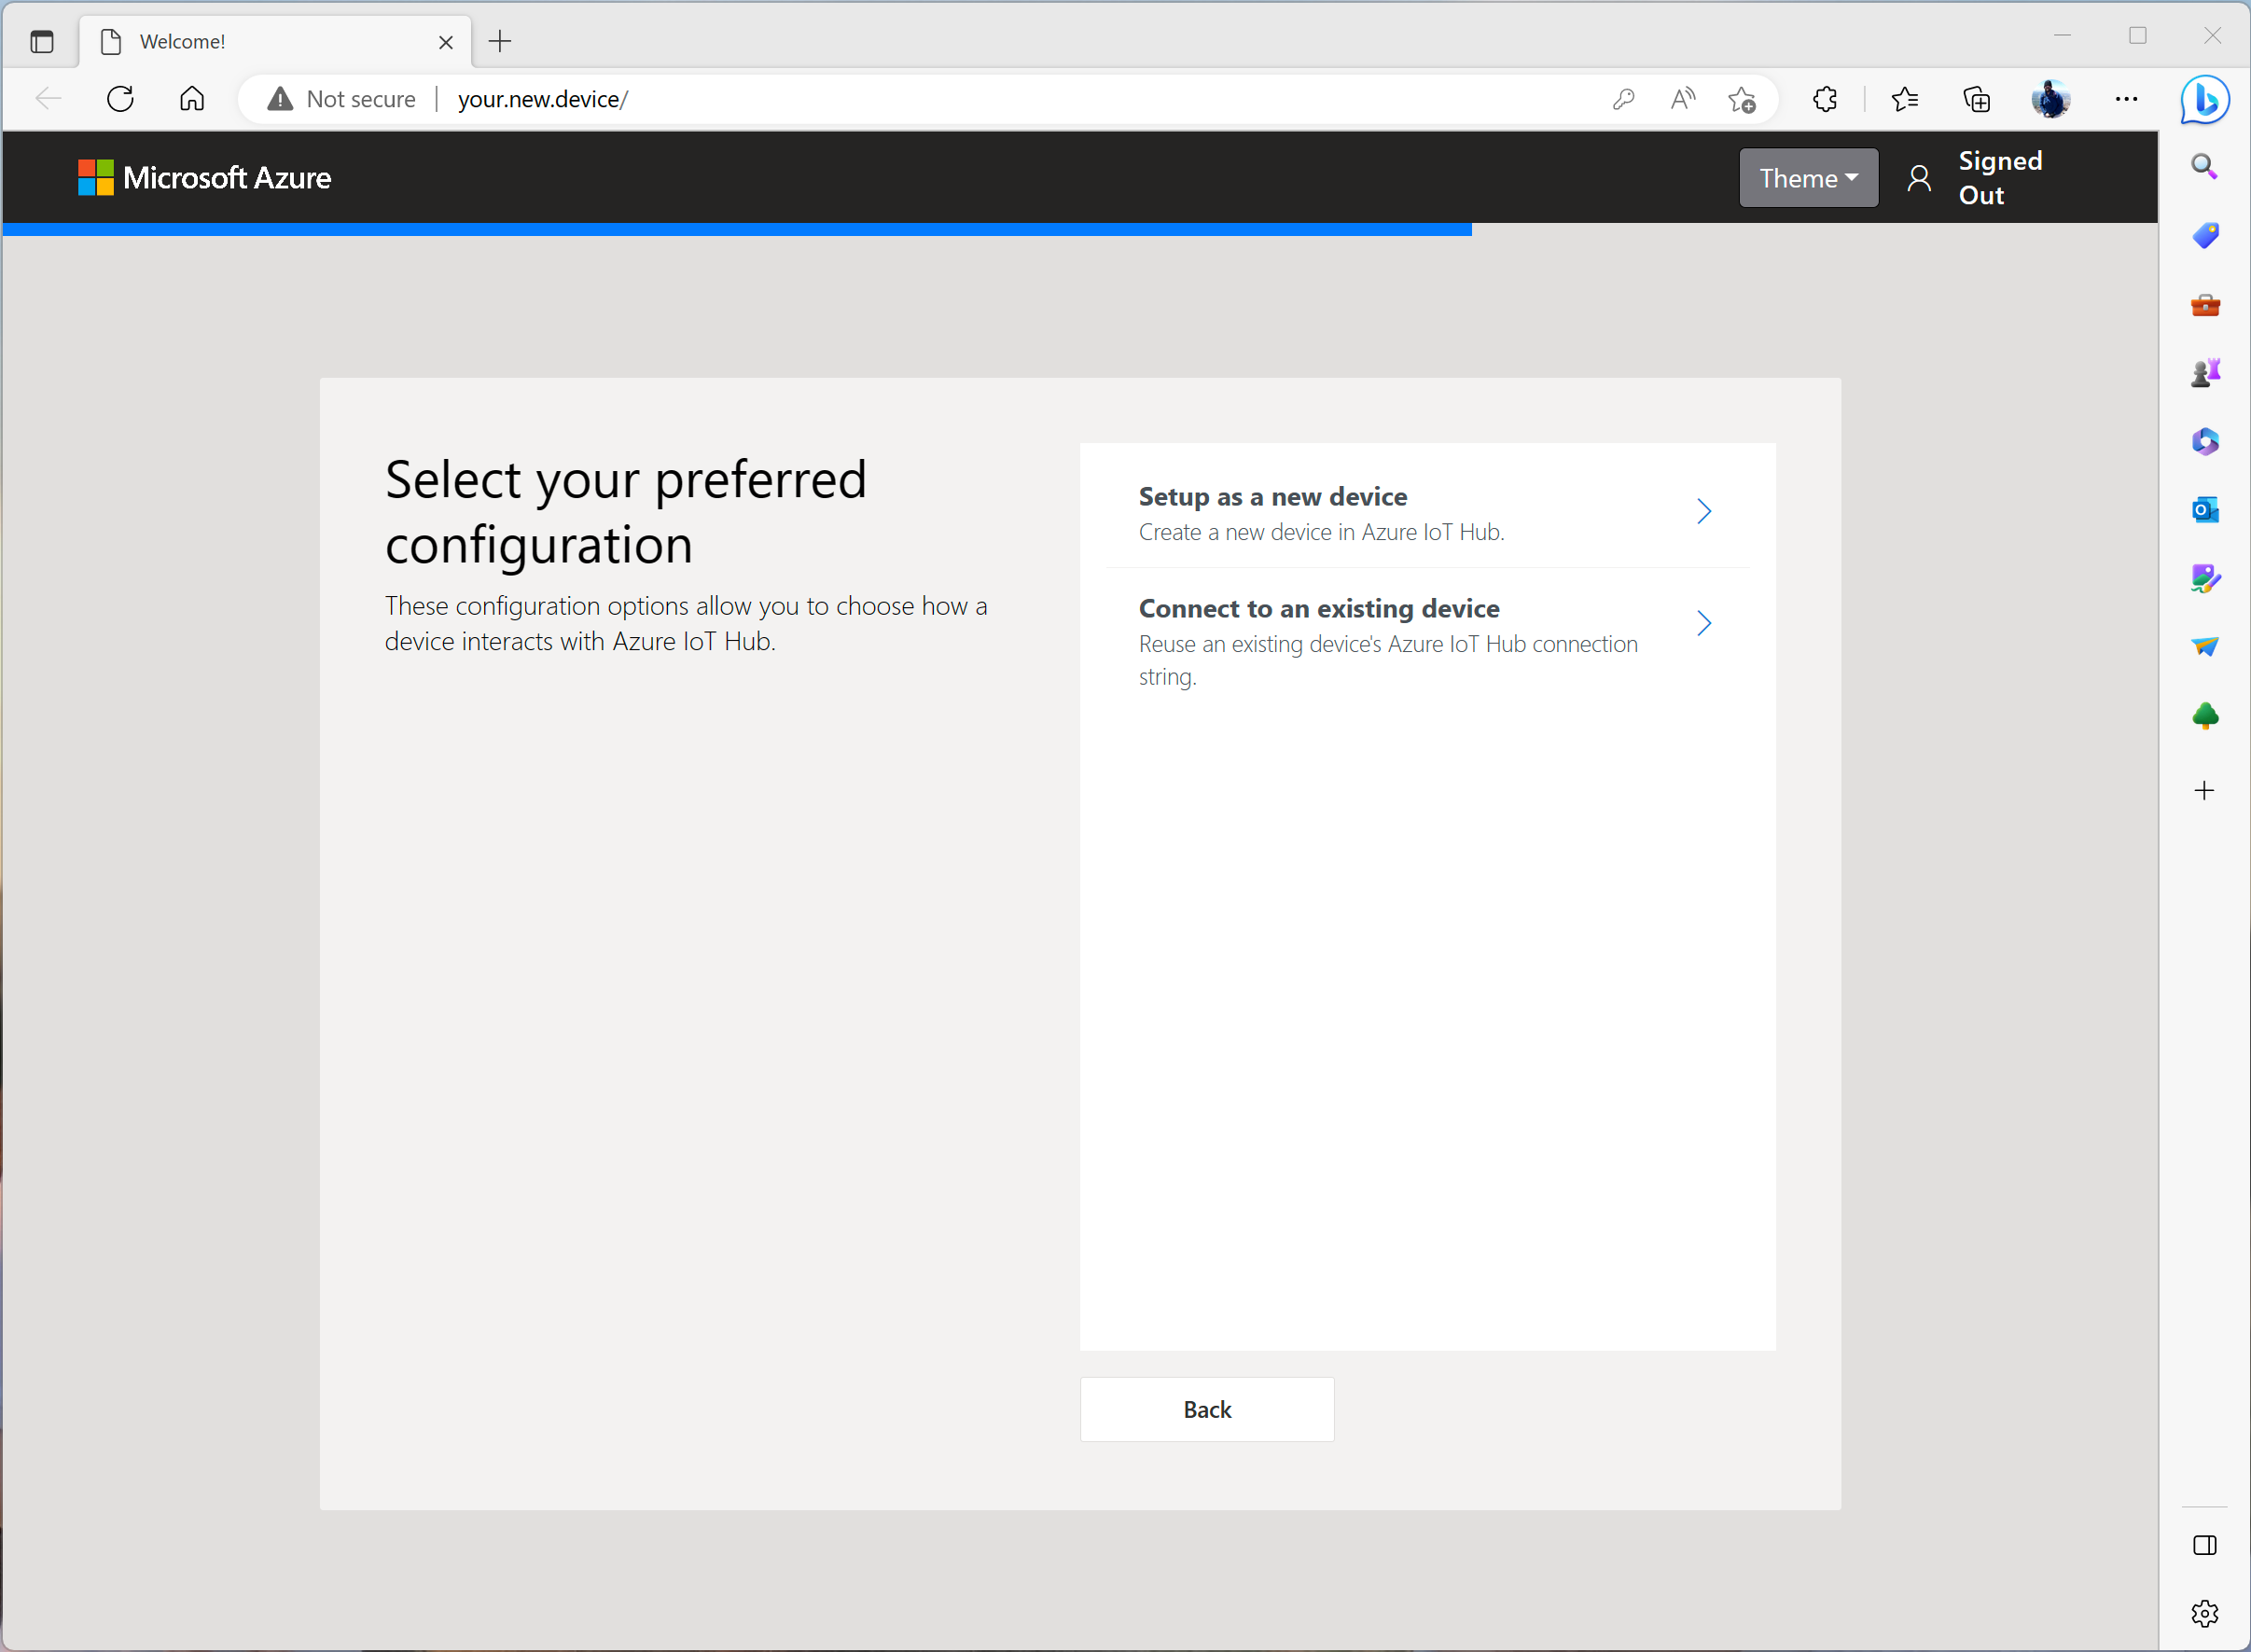 Welcome!
Not secure
your.new.device/
Microsoft Azure
Theme
Signed
Out
Select your preferred
configuration
These configuration options allow you to choose how a
device interacts with Azure IoT Hub.
Setup as a new device
Create a new device in Azure IoT Hub.
Connect to an existing device
Reuse an existing device's Azure IoT Hub connection
string.
Back